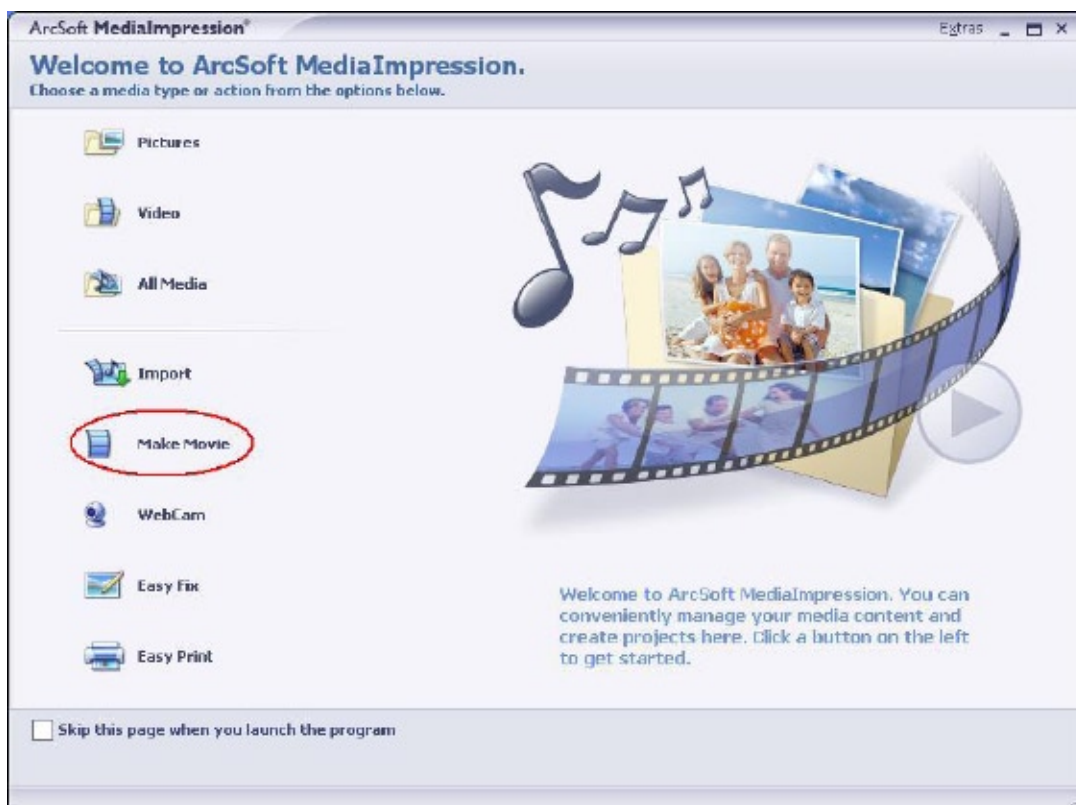 ArcSoft MediaImpression®
Extras
Welcome to ArcSoft MediaImpression.
Choose a media type or action from the options below.
Pictures
Video
All Media
Import
Make Movie
WebCam
Easy Fix
Easy Print
Welcome to ArcSoft MediaImpression. You can
conveniently manage your media content and
create projects here. Click a button on the left
to get started.
Skip this page when you launch the program